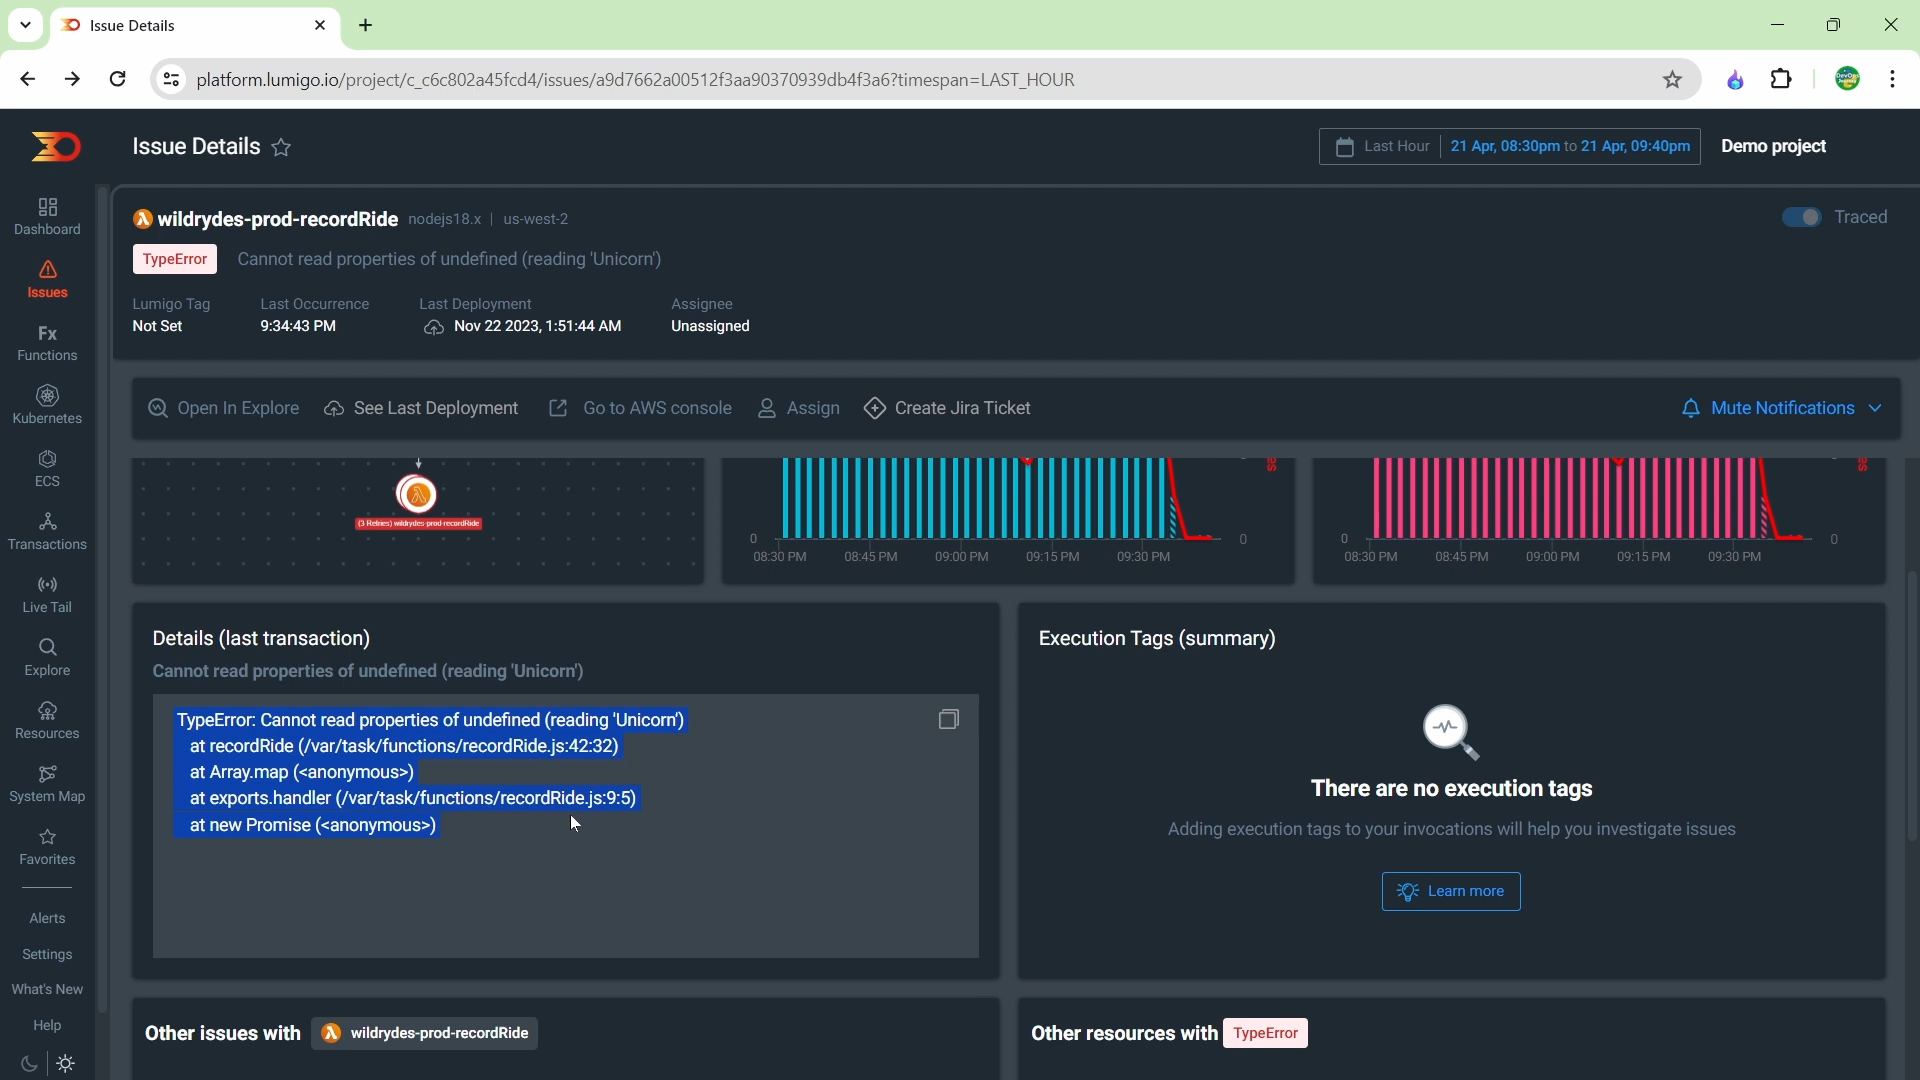 Issue Details
platform.lumigo.io/project/c_c6c802a45fcd4/issues/a9d7662a00512f3aa90370939db4f3a6?timespan=LAST_HOUR
Issue Details
Last Hour
21 Apr, 08:30pm to 21 Apr, 09:40pm
Demo project
Dashboard
Issues
Fx
Functions
Kubernetes
ECS
Transactions
Live Tail
Explore
Resources
System Map
Favorites
Alerts
Settings
What's New
Help
wildrydes-prod-recordRide nodejs18.x | us-west-2
Traced
TypeError
Cannot read properties of undefined (reading 'Unicorn')
Lumigo Tag
Not Set
Last Occurrence
9:34:43 PM
Last Deployment
Nov 22 2023, 1:51:44 AM
Assignee
Unassigned
Open In Explore
See Last Deployment
Go to AWS console
Assign
Create Jira Ticket
Mute Notifications
(3 Retries) wildrydes-prod-recordRide
0
0
08:30 PM 08:45 PM 09:00 PM 09:15 PM 09:30 PM
0
0
08:30 PM 08:45 PM 09:00 PM 09:15 PM 09:30 PM
Details (last transaction)
Cannot read properties of undefined (reading 'Unicorn')
TypeError: Cannot read properties of undefined (reading 'Unicorn')
at recordRide (/var/task/functions/recordRide.js:42:32)
at Array.map (<anonymous>)
at exports.handler (/var/task/functions/recordRide.js:9:5)
at new Promise (<anonymous>)
Execution Tags (summary)
There are no execution tags
Adding execution tags to your invocations will help you investigate issues
Learn more
Other issues with wildrydes-prod-recordRide
Other resources with TypeError